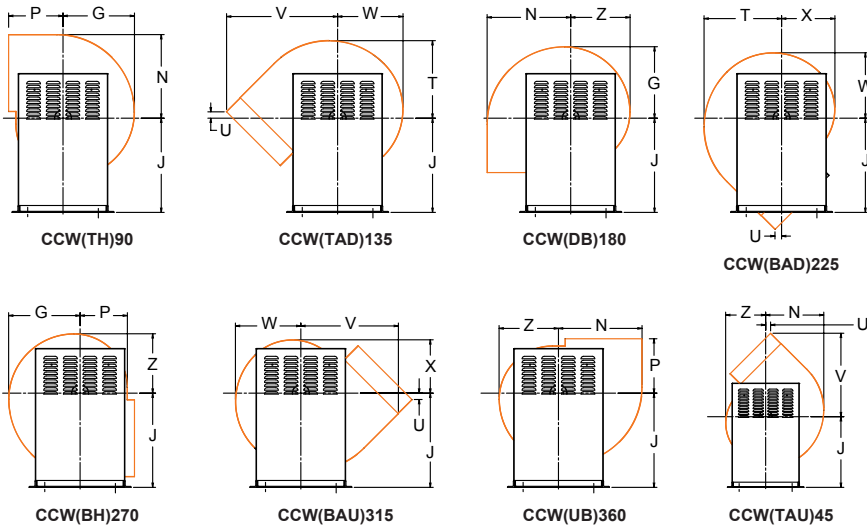 P G
N
J
CCW(TH)90
V W
T
U
J
CCW(TAD)135
N Z
G
J
CCW(DB)180
T X
W
J
U
CCW(BAD)225
G P
Z
J
CCW(BH)270
W V
X
U
J
CCW(BAU)315
Z N
P
J
CCW(UB)360
Z N
U
V
J
CCW(TAU)45